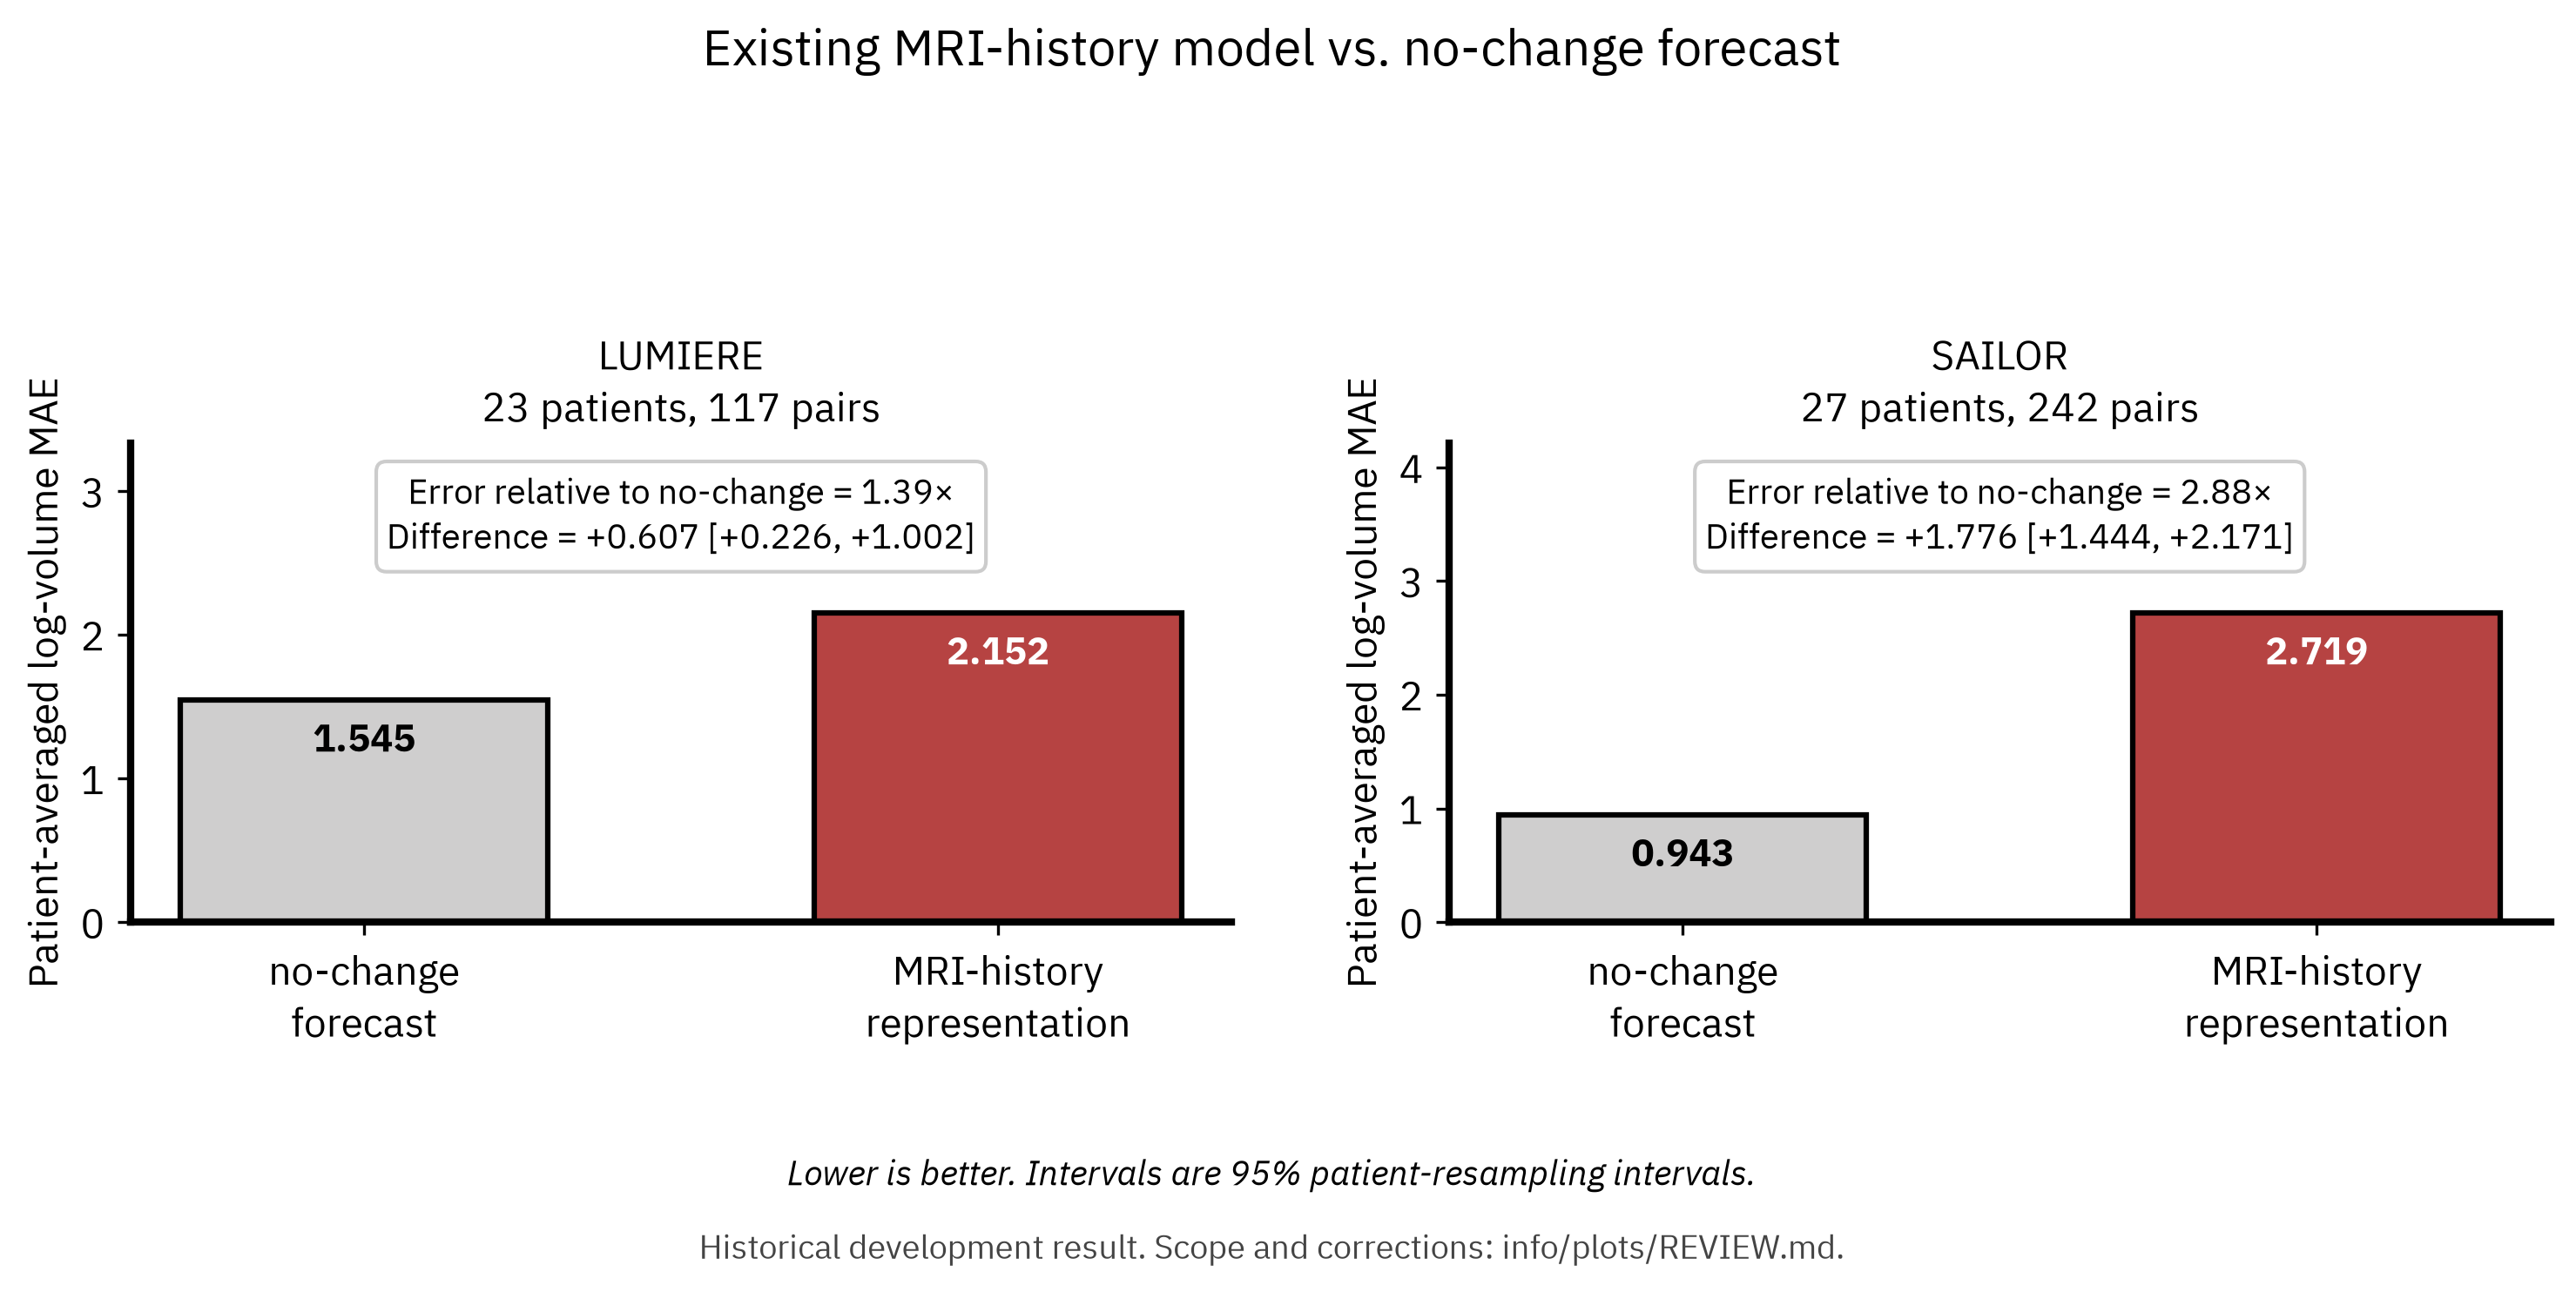 Existing MRI-history model vs. no-change forecast
LUMIERE
23 patients, 117 pairs
Patient-averaged log-volume MAE
3
2
1
0
Error relative to no-change = 1.39×
Difference = +0.607 [+0.226, +1.002]
1.545
2.152
no-change
forecast
MRI-history
representation
SAILOR
27 patients, 242 pairs
Patient-averaged log-volume MAE
4
3
2
1
0
Error relative to no-change = 2.88×
Difference = +1.776 [+1.444, +2.171]
0.943
2.719
no-change
forecast
MRI-history
representation
Lower is better. Intervals are 95% patient-resampling intervals.
Historical development result. Scope and corrections: info/plots/REVIEW.md.